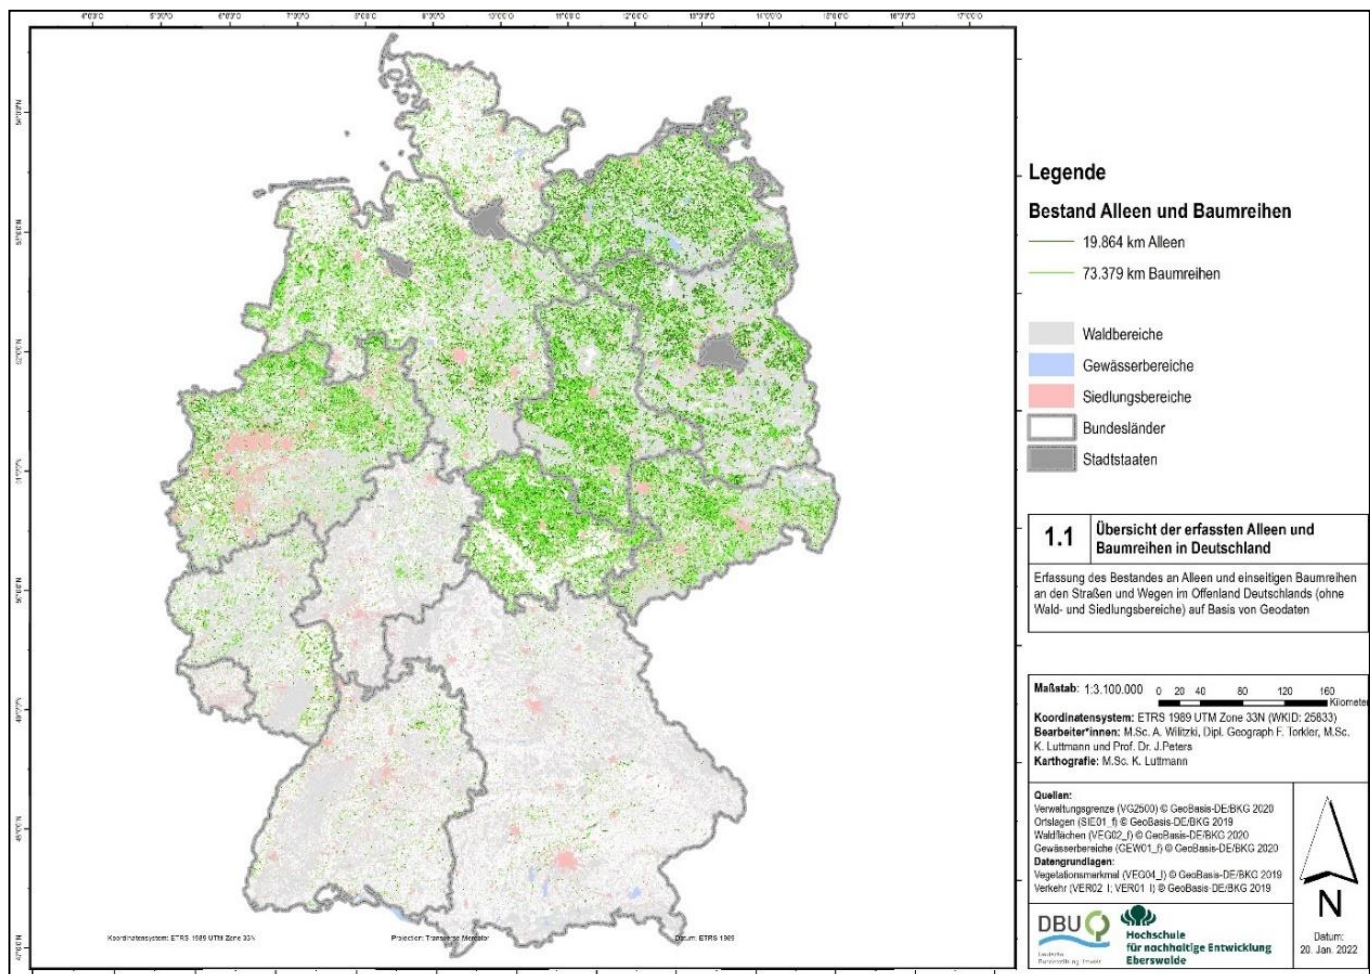 Legende
Bestand Alleen und Baumreihen
19.864 km Alleen
73.379 km Baumreihen
Waldbereiche
Gewässerbereiche
Siedlungsbereiche
Bundesländer
Stadtstaaten
1.1
Übersicht der erfassten Alleen und
Baumreihen in Deutschland
Erfassung des Bestandes an Alleen und einseitigen Baumreihen
an den Straßen und Wegen im Offenland Deutschlands (ohne
Wald- und Siedlungsbereiche) auf Basis von Geodaten
Maßstab: 1:3.100.000
0 20 40 80 120 160
Kilometer
Koordinatensystem: ETRS 1989 UTM Zone 33N (WKID: 25833)
Bearbeiter*innen: M.Sc. A. Wilitzki, Dipl. Geograph F. Torkler, M.Sc.
K. Luttmann und Prof. Dr. J.Peters
Karthografie: M.Sc. K. Luttmann
Quellen:
Verwaltungsgrenze (VG2500) © GeoBasis-DE/BKG 2020
Ortslagen (SIE01_f) © GeoBasis-DE/BKG 2019
Waldflächen (VEG02_f) © GeoBasis-DE/BKG 2020
Gewässerbereiche (GEW01_f) © GeoBasis-DE/BKG 2020
Datengrundlagen:
Vegetationsmerkmal (VEG04_l) © GeoBasis-DE/BKG 2019
Verkehr (VER02_l; VER01_l) © GeoBasis-DE/BKG 2019
N
Datum:
20. Jan. 2022
DBU
Deutsche
Bundesstiftung Umwelt
Hochschule
für nachhaltige Entwicklung
Eberswalde
Koordinatensystem: ETRS 1989 UTM Zone 33N
Projection: Transverse Mercator
Datum: ETRS 1989